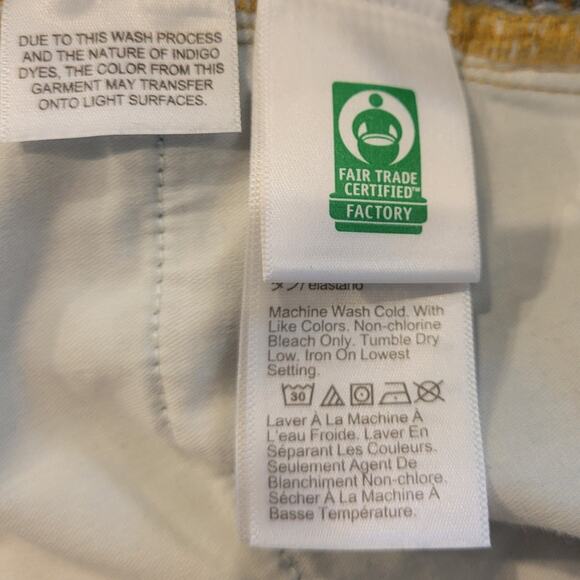 DUE TO THIS WASH PROCESS
AND THE NATURE OF INDIGO
DYES, THE COLOR FROM THIS
GARMENT MAY TRANSFER
ONTO LIGHT SURFACES.
FAIR TRADE
CERTIFIED™
FACTORY
タン/elastano
Machine Wash Cold. With
Like Colors. Non-chlorine
Bleach Only. Tumble Dry
Low. Iron On Lowest
Setting.
30
Laver À La Machine À
L'eau Froide. Laver En
Séparant Les Couleurs.
Seulement Agent De
Blanchiment Non-chlore.
Sécher À La Machine À
Basse Température.